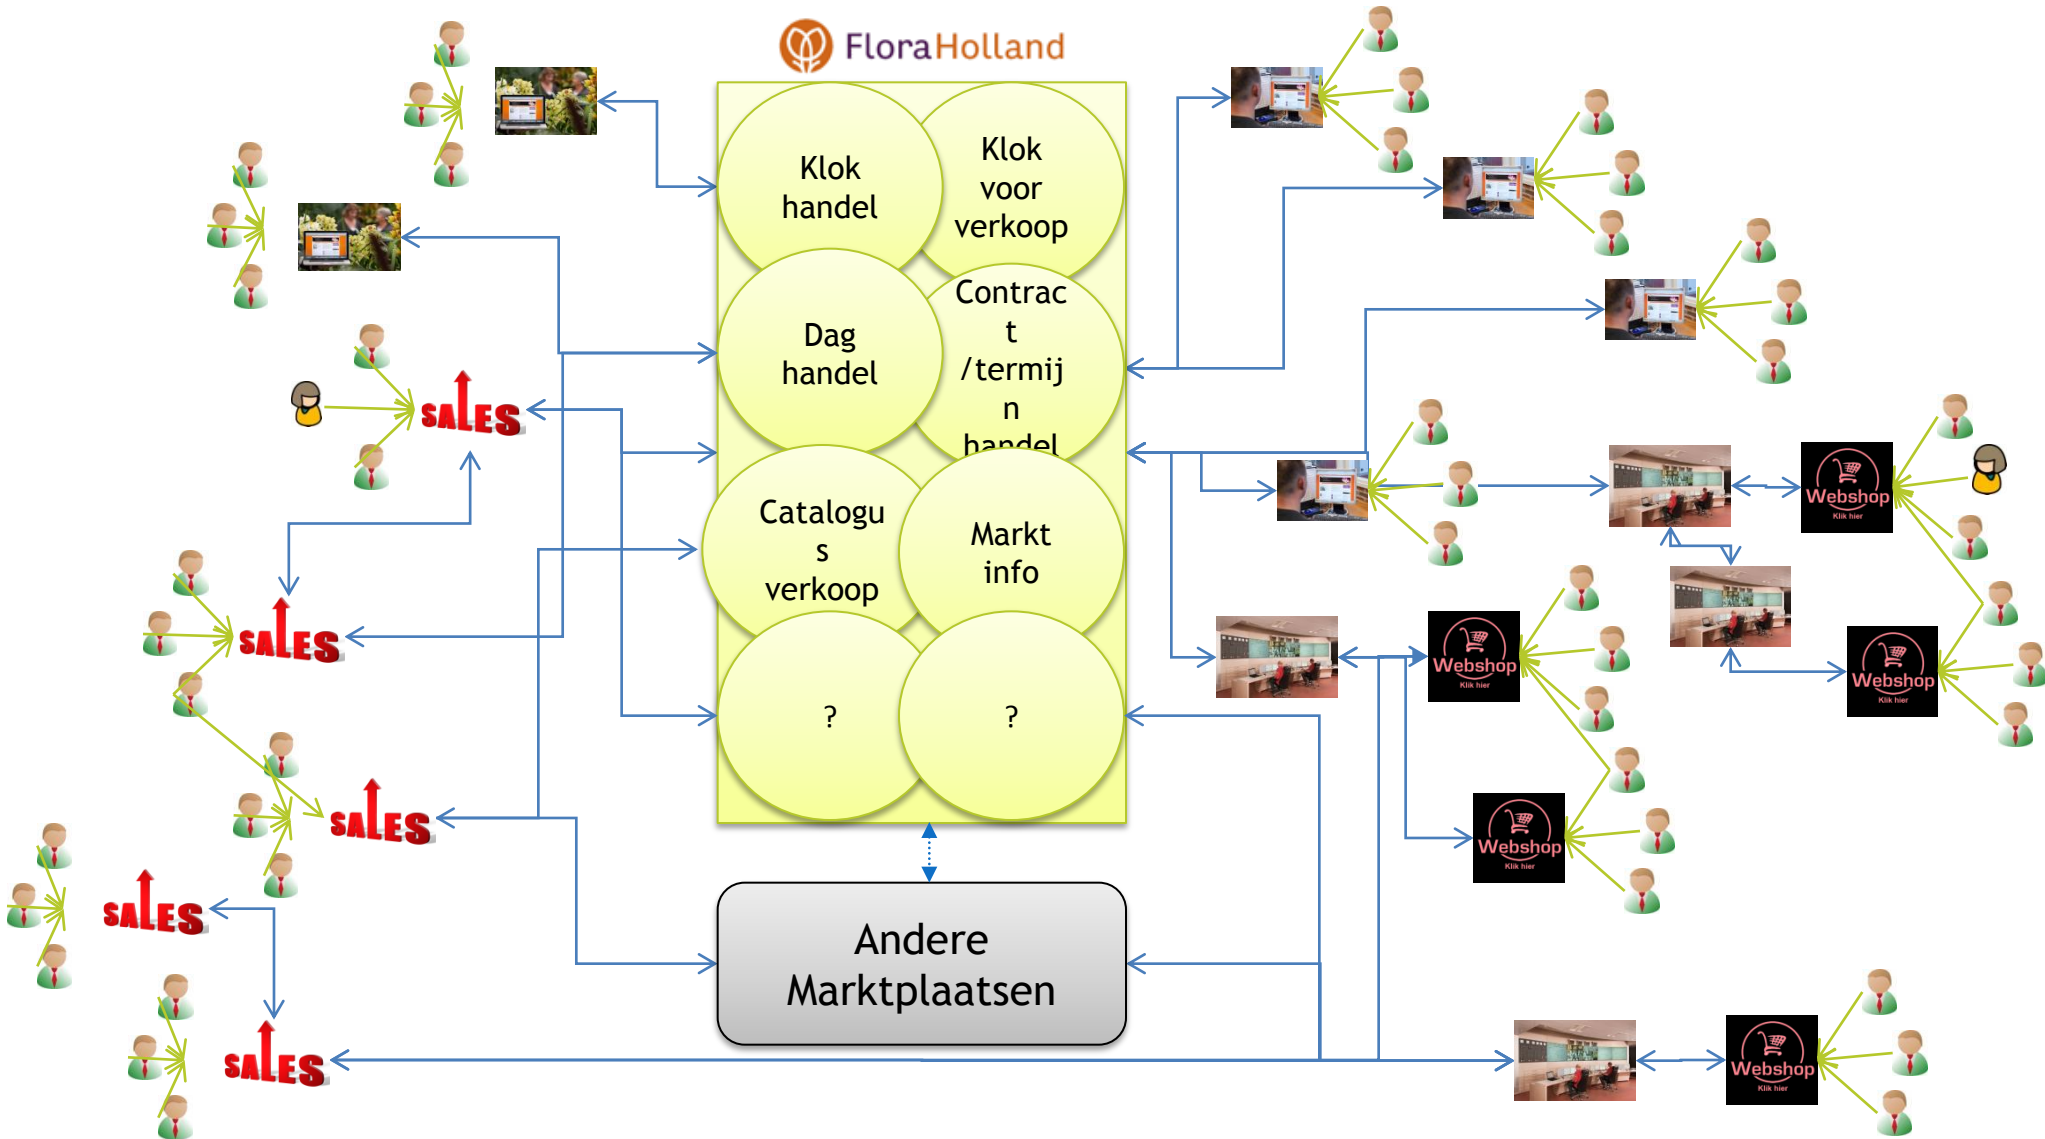 FloraHolland
Klok
handel
Klok
voor
verkoop
Dag
handel
Contrac
t
/termij
n
handel
SALES
Catalogu
s
verkoop
Markt
info
Webshop
Klik hier
SALES
Webshop
Klik hier
Webshop
Klik hier
?
?
SALES
Webshop
Klik hier
SALES
Andere
Marktplaatsen
SALES
Webshop
Klik hier